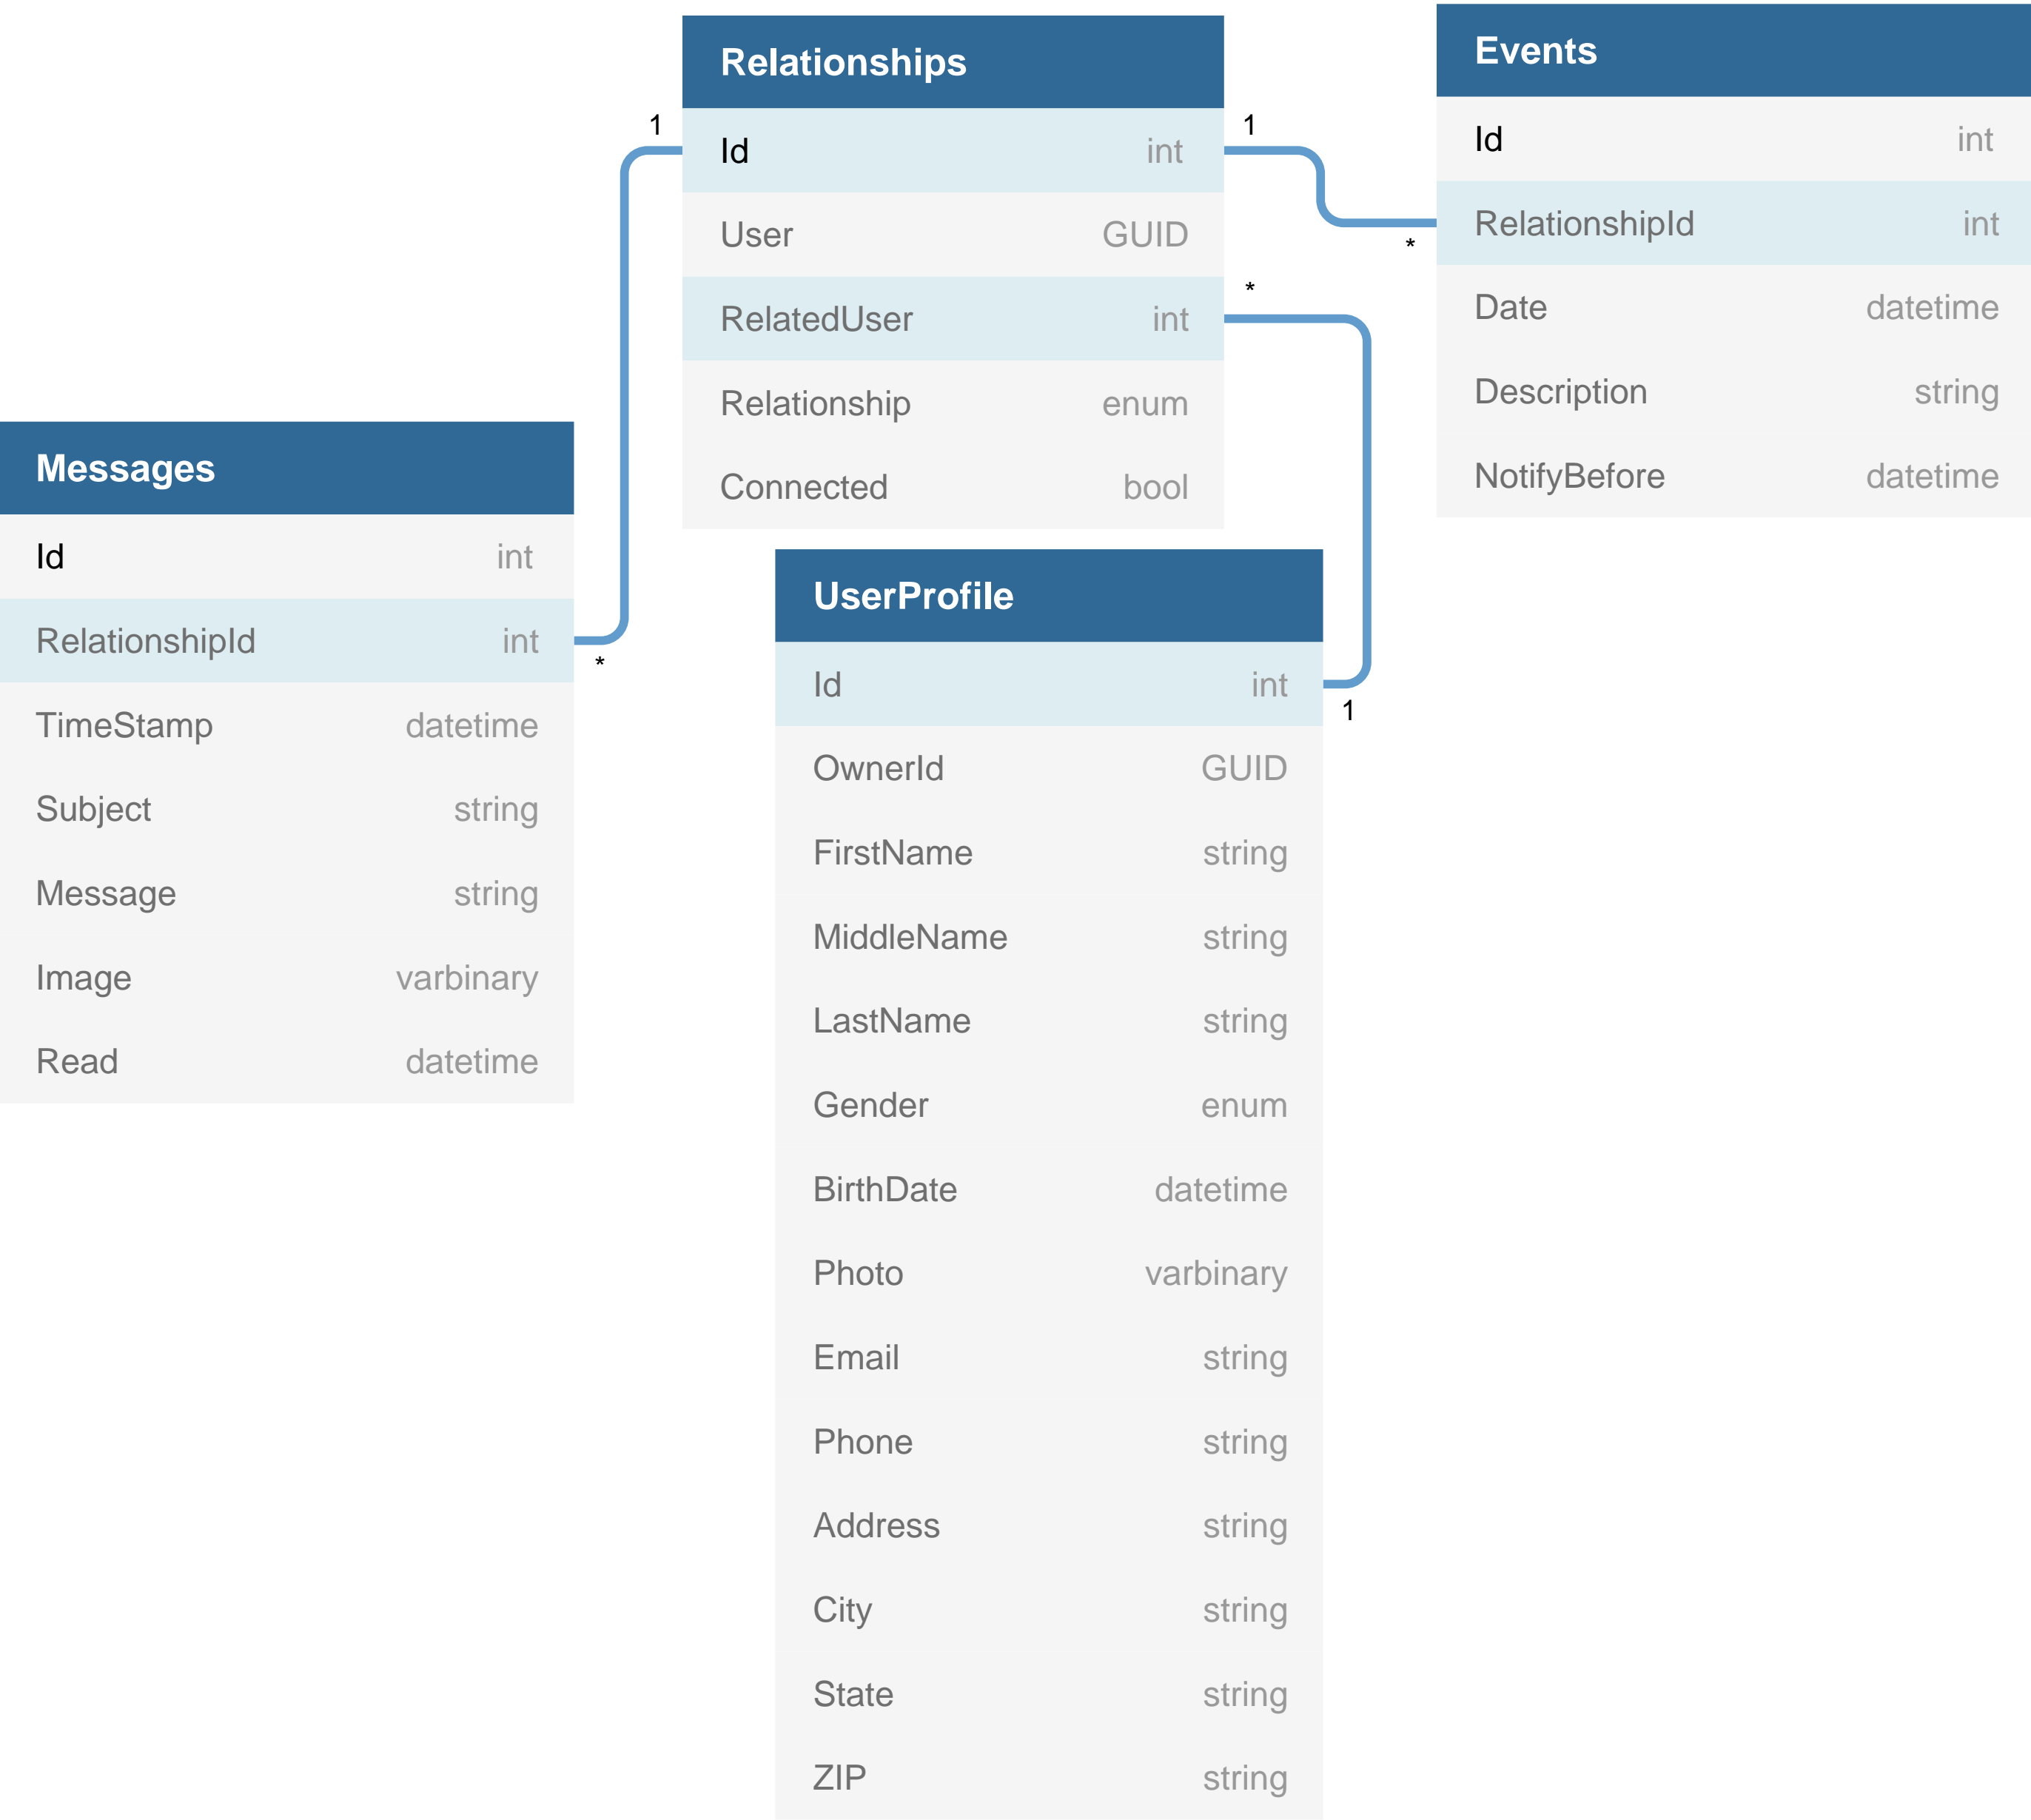 Relationships
1
Id int
1
User GUID
*
RelatedUser int
Relationship enum
Connected bool
Events
Id int
RelationshipId int
*
Date datetime
Description string
NotifyBefore datetime
Messages
Id int
RelationshipId int
*
TimeStamp datetime
Subject string
Message string
Image varbinary
Read datetime
UserProfile
Id int
1
OwnerId GUID
FirstName string
MiddleName string
LastName string
Gender enum
BirthDate datetime
Photo varbinary
Email string
Phone string
Address string
City string
State string
ZIP string